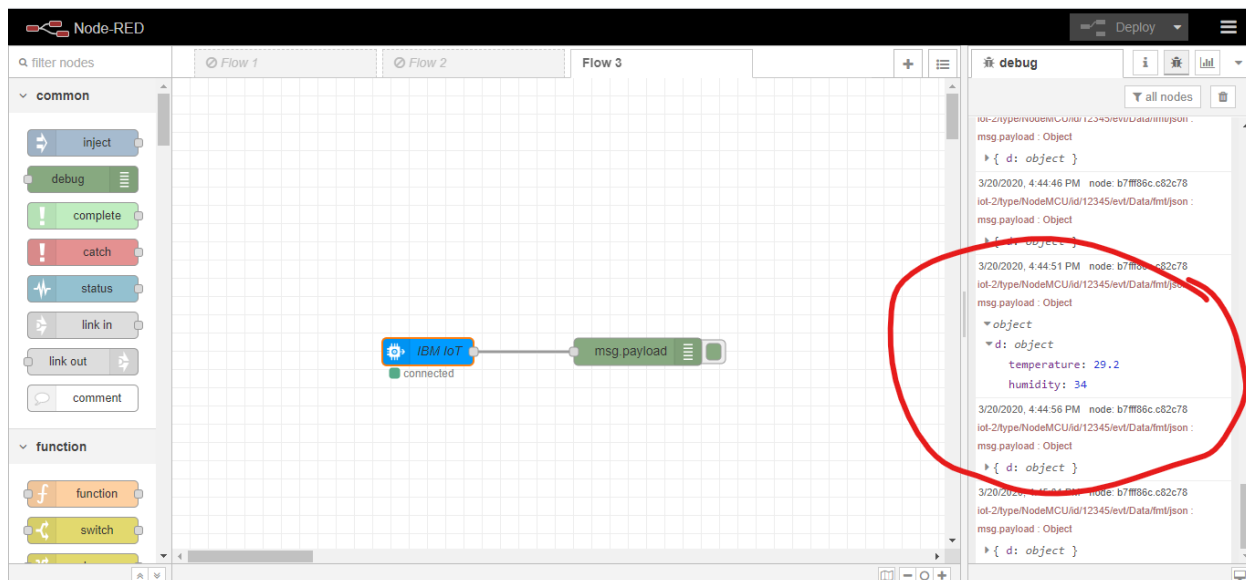 Node-RED
Deploy
filter nodes
Flow 1
Flow 2
Flow 3
debug
i
all nodes
common
inject
debug
complete
catch
status
link in
link out
comment
function
function
switch
IBM IoT
connected
msg.payload
iot-2/type/NodeMCU/id/12345/evt/Data/fmt/json :
msg.payload : Object
{ d: object }
3/20/2020, 4:44:46 PM node: b7fff86c.c82c78
iot-2/type/NodeMCU/id/12345/evt/Data/fmt/json :
msg.payload : Object
{ d: object }
3/20/2020, 4:44:51 PM node: b7fff86c.c82c78
iot-2/type/NodeMCU/id/12345/evt/Data/fmt/json :
msg.payload : Object
object
d: object
temperature: 29.2
humidity: 34
3/20/2020, 4:44:56 PM node: b7fff86c.c82c78
iot-2/type/NodeMCU/id/12345/evt/Data/fmt/json :
msg.payload : Object
{ d: object }
3/20/2020, PM node: b7fff86c.c82c78
iot-2/type/NodeMCU/id/12345/evt/Data/fmt/json :
msg.payload : Object
{ d: object }